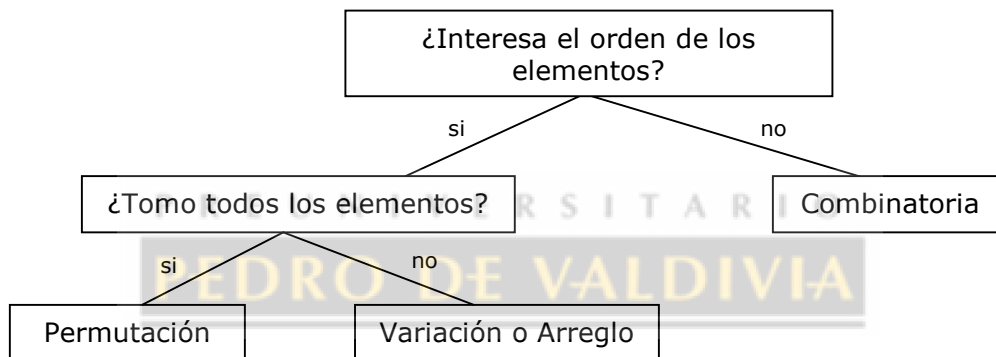 ¿Interesa el orden de los
elementos?
si
no
¿Tomo todos los elementos?
Combinatoria
PREUNIVERSITARIO
PEDRO DE VALDIVIA
si
no
Permutación
Variación o Arreglo